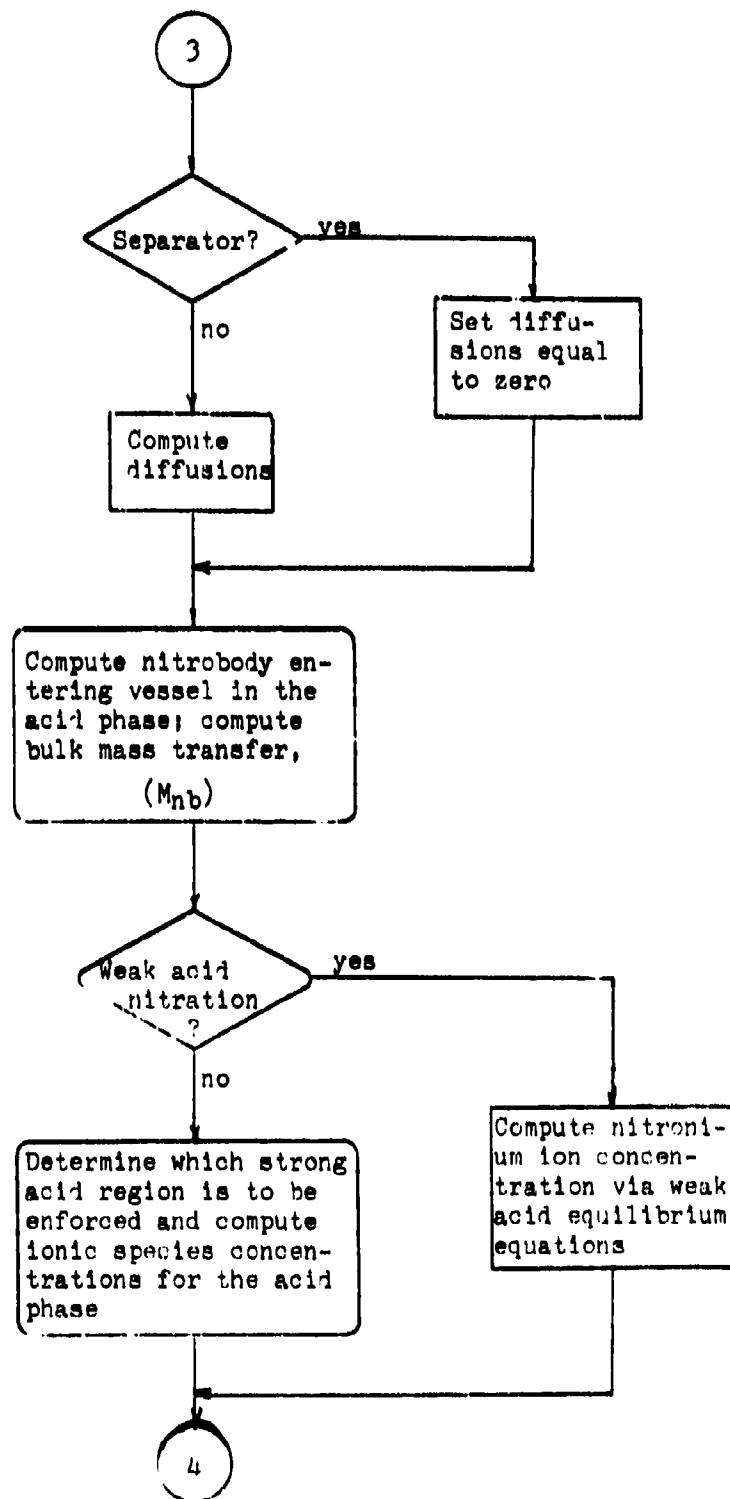 3
Separator?
yes
no
Set diffu-
sions equal
to zero
Compute
diffusions
Compute nitrobody en-
tering vessel in the
acid phase; compute
bulk mass transfer,
(Mnb)
Weak acid
nitration
?
yes
no
Determine which strong
acid region is to be
enforced and compute
ionic species concen-
trations for the acid
phase
Compute nitroni-
um ion concen-
tration via weak
acid equilibrium
equations
4